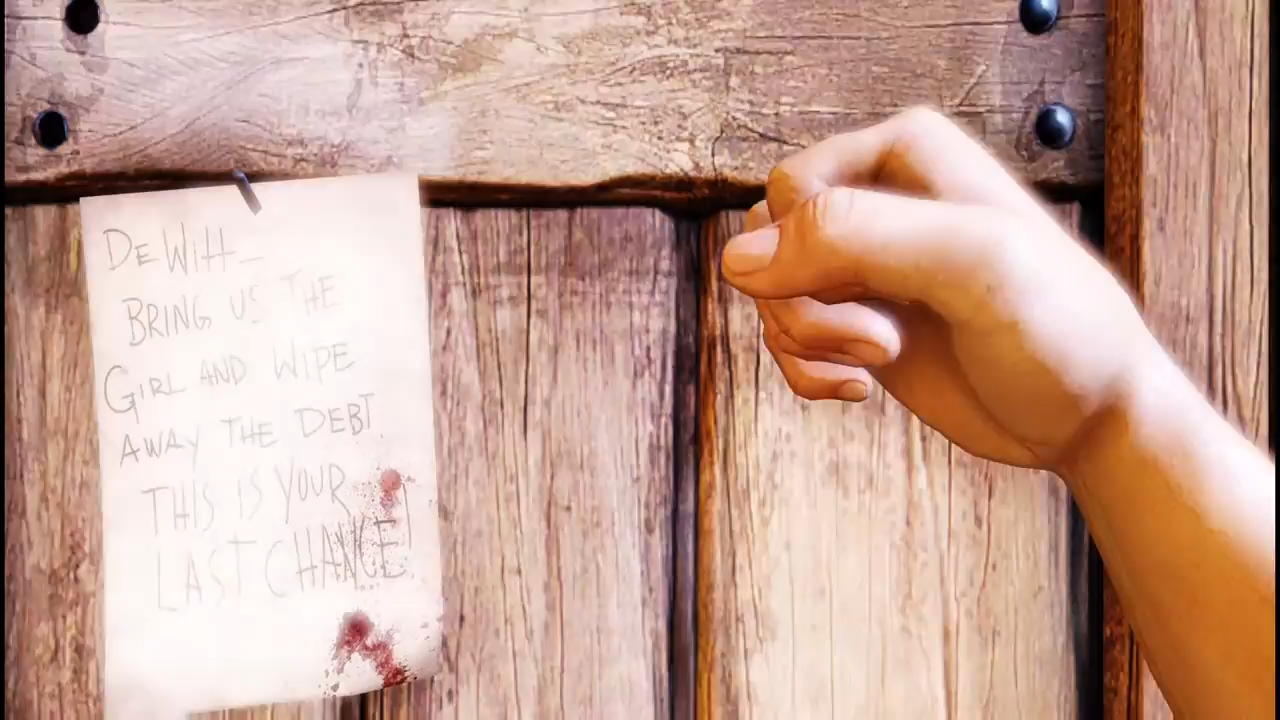 DeWitt—
BRING US THE
GIRL AND WIPE
AWAY THE DEBT
THIS IS YOUR
LAST CHANCE!